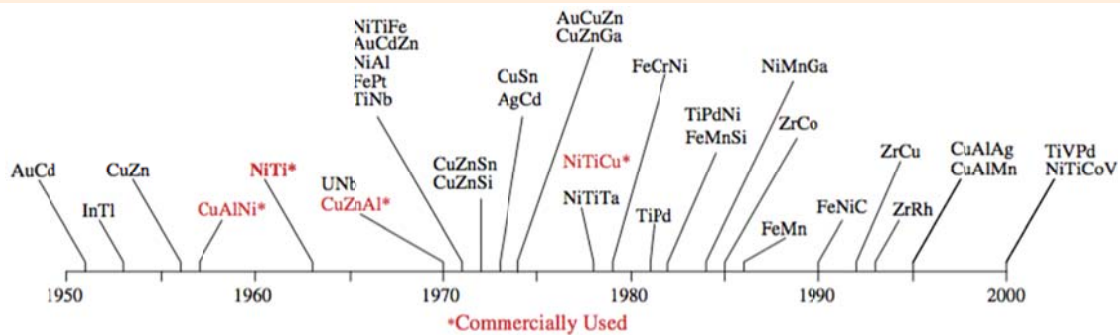 NiTiFe
AuCdZn
NiAl
FePt
TiNb
AuCuZn
CuZnGa
CuSn
AgCd
FeCrNi
NiMnGa
TiPdNi
FeMnSi
ZrCo
AuCd
InTl
CuZn
CuAlNi*
NiTi*
UNb
CuZnAl*
CuZnSn
CuZnSi
NiTiCu*
NiTiTa
TiPd
FeMn
FeNiC
ZrCu
ZrRh
CuAlAg
CuAlMn
TiVPd
NiTiCoV
1950 1960 1970 1980 1990 2000
*Commercially Used